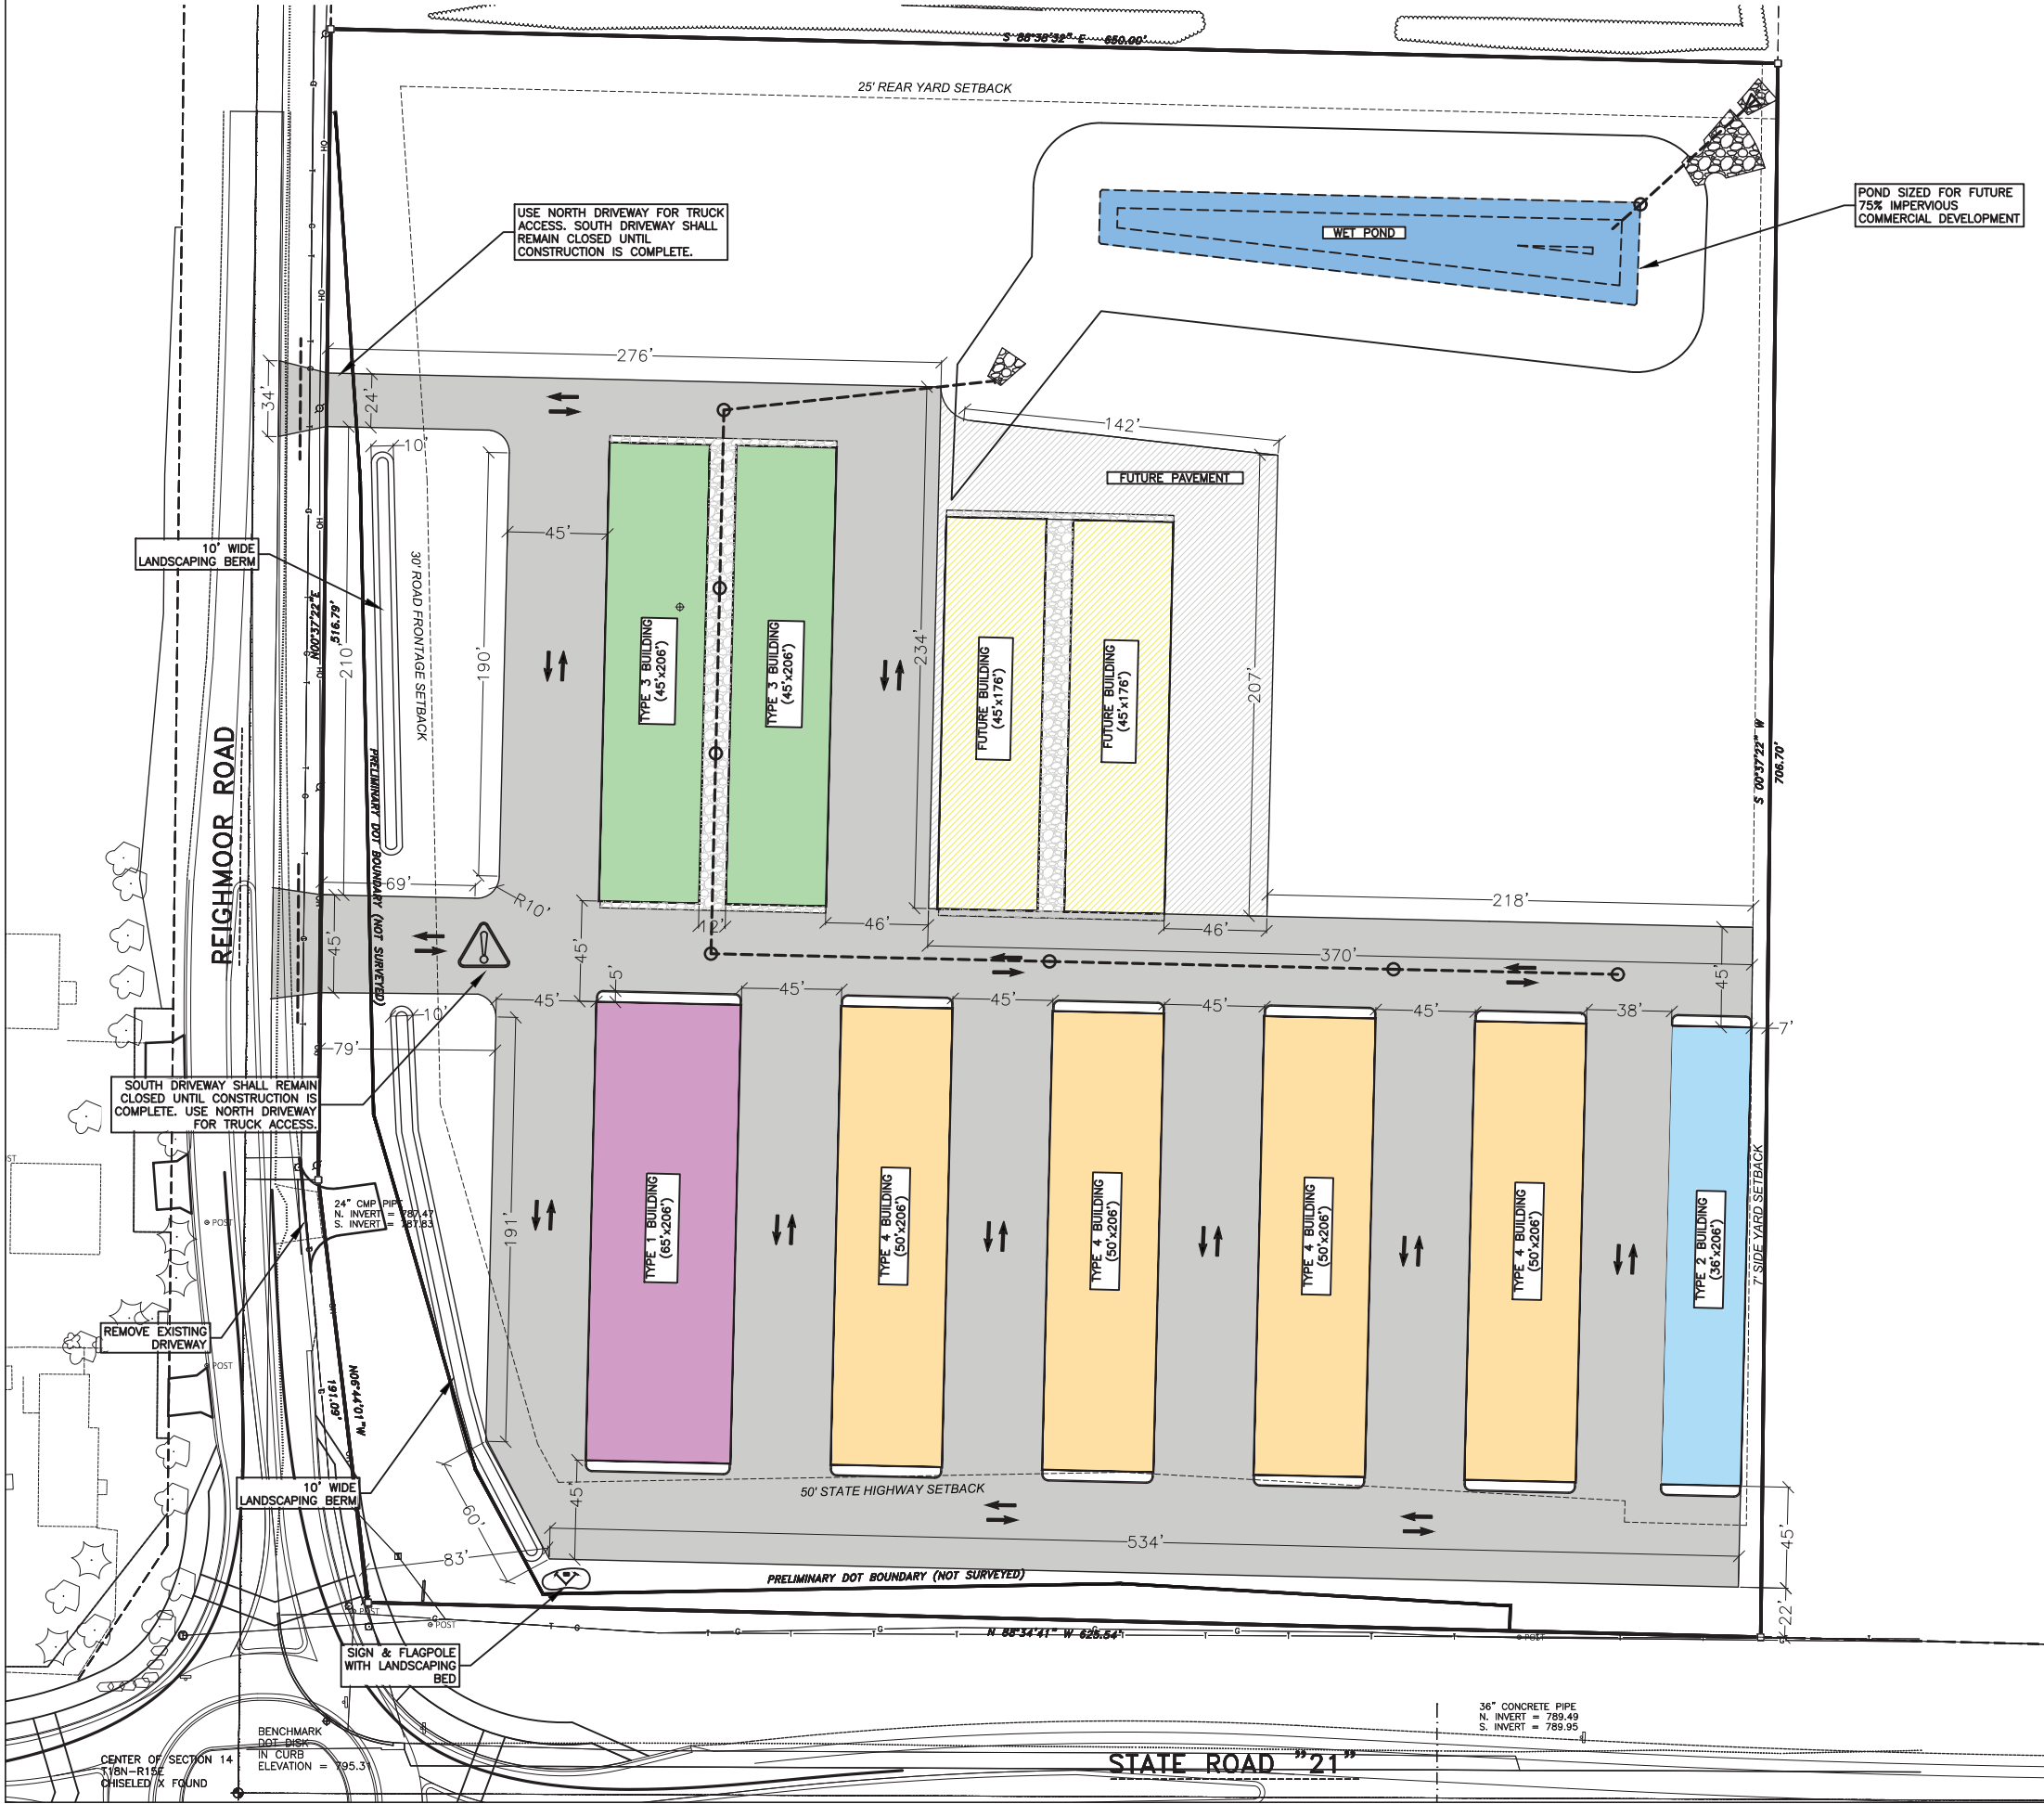 S 88°38'32" E 650.00'
25' REAR YARD SETBACK
USE NORTH DRIVEWAY FOR TRUCK
ACCESS. SOUTH DRIVEWAY SHALL
REMAIN CLOSED UNTIL
CONSTRUCTION IS COMPLETE.
POND SIZED FOR FUTURE
75% IMPERVIOUS
COMMERCIAL DEVELOPMENT
WET POND
276'
34'
24'
10'
142'
FUTURE PAVEMENT
45'
10' WIDE
LANDSCAPING BERM
30' ROAD FRONTAGE SETBACK
N00°37'22"E
516.79'
210'
190'
TYPE 3 BUILDING
(45'x206')
TYPE 3 BUILDING
(45'x206')
234'
FUTURE BUILDING
(45'x176')
FUTURE BUILDING
(45'x176')
207'
S 00°37'22" W
706.70'
REIGHMOOR ROAD
PRELIMINARY DOT BOUNDARY (NOT SURVEYED)
69'
R10'
218'
45'
45'
12'
46'
46'
370'
45'
5'
45'
45'
45'
45'
45'
38'
7'
10'
79'
SOUTH DRIVEWAY SHALL REMAIN
CLOSED UNTIL CONSTRUCTION IS
COMPLETE. USE NORTH DRIVEWAY
FOR TRUCK ACCESS.
ST
24" CMP PIPE
N. INVERT = 787.47
S. INVERT = 787.83
POST
191'
TYPE 1 BUILDING
(65'x206')
TYPE 4 BUILDING
(50'x206')
TYPE 4 BUILDING
(50'x206')
TYPE 4 BUILDING
(50'x206')
TYPE 4 BUILDING
(50'x206')
TYPE 2 BUILDING
(36'x206')
7' SIDE YARD SETBACK
REMOVE EXISTING
DRIVEWAY
POST
N06°44'01"W
191.09'
10' WIDE
LANDSCAPING BERM
50' STATE HIGHWAY SETBACK
60'
45'
83'
534'
45'
22'
PRELIMINARY DOT BOUNDARY (NOT SURVEYED)
POST
POST
N 88°34'41" W 625.54'
POST
SIGN & FLAGPOLE
WITH LANDSCAPING
BED
36" CONCRETE PIPE
N. INVERT = 789.49
S. INVERT = 789.95
BENCHMARK
DOT DISK
IN CURB
ELEVATION = 795.31
CENTER OF SECTION 14
T18N-R15E
CHISELED X FOUND
STATE ROAD "21"